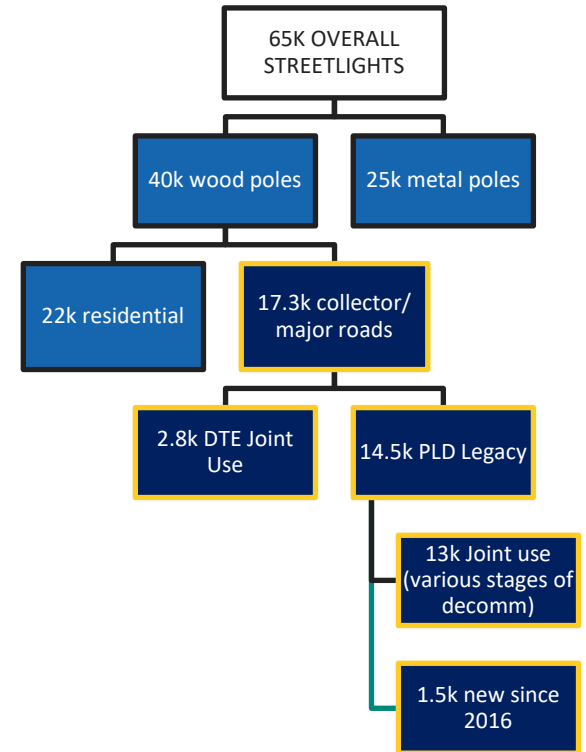 65K OVERALL
STREETLIGHTS
40k wood poles
25k metal poles
22k residential
17.3k collector/
major roads
2.8k DTE Joint
Use
14.5k PLD Legacy
13k Joint use
(various stages of
decomm)
1.5k new since
2016